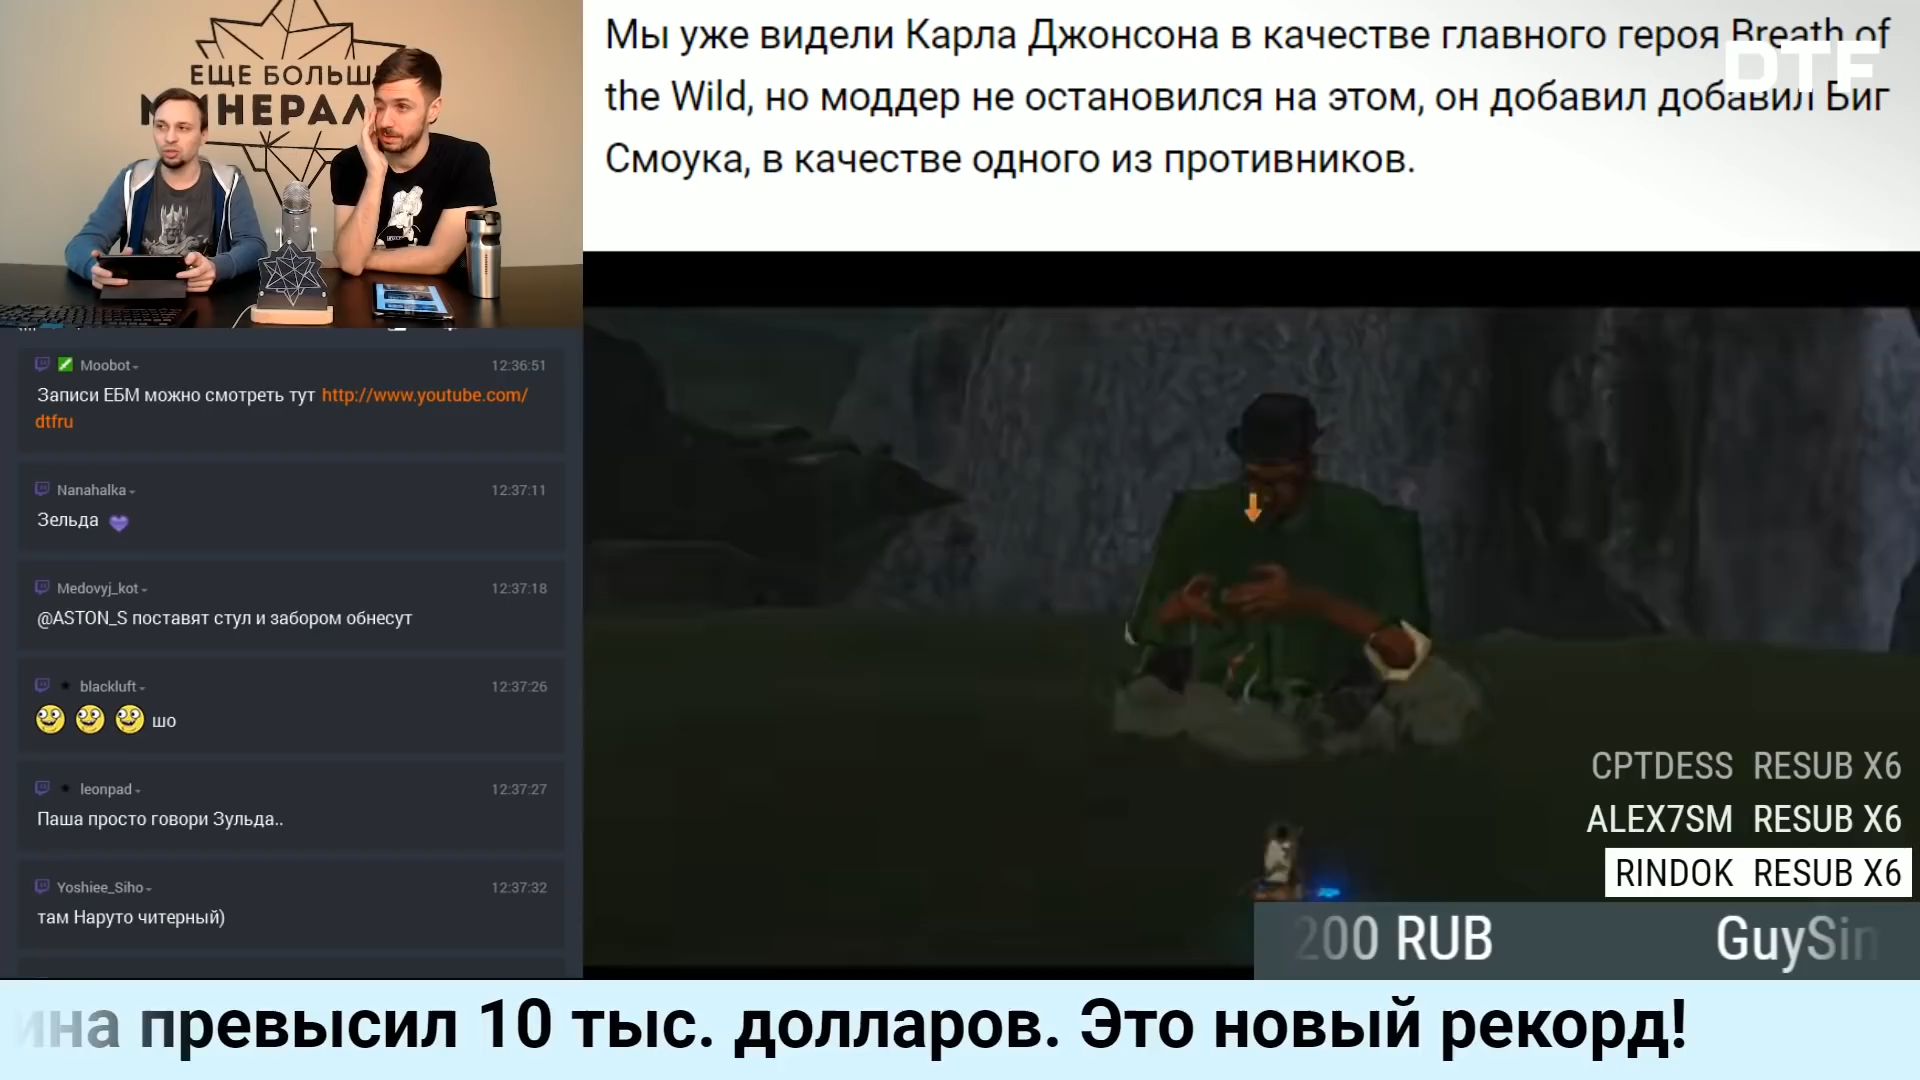 ЕЩЕ БОЛЬШ
МИНЕРАЛ
Мы уже видели Карла Джонсона в качестве главного героя Breath of
the Wild, но моддер не остановился на этом, он добавил добавил Биг
Смоука, в качестве одного из противников.
DTF
Moobot 12:36:51
Записи ЕБМ можно смотреть тут http://www.youtube.com/
dtfru
Nanahalka 12:37:11
Зельда
Medovyj_kot 12:37:18
@ASTON_S поставят стул и забором обнесут
blackluft 12:37:26
шо
leonpad 12:37:27
Паша просто говори Зульда..
Yoshiee_Siho 12:37:32
там Наруто читерный)
CPTDESS RESUB X6
ALEX7SM RESUB X6
RINDOK RESUB X6
200 RUB GuySin
ина превысил 10 тыс. долларов. Это новый рекорд!